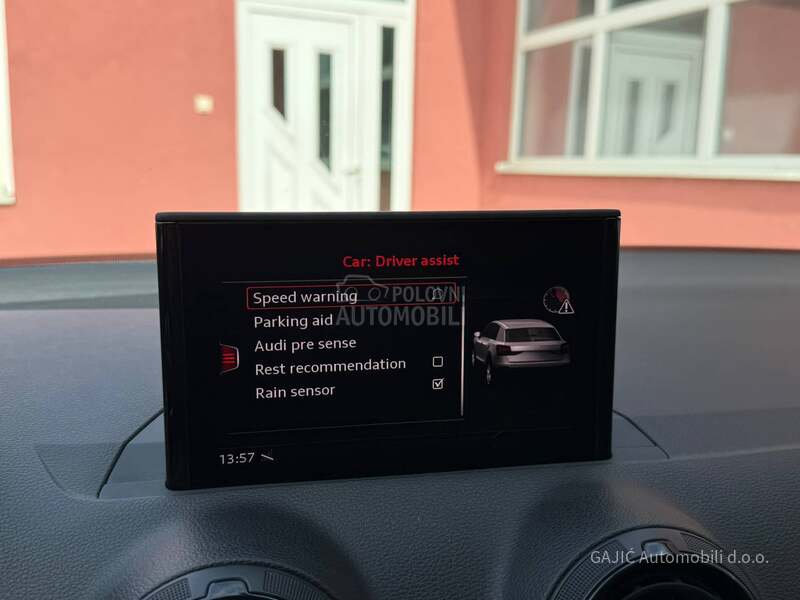 Car: Driver assist
Speed warning
Parking aid
Audi pre sense
Rest recommendation
Rain sensor
13:57
POLOVNI
AUTOMOBILI
GAJIĆ Automobili d.o.o.